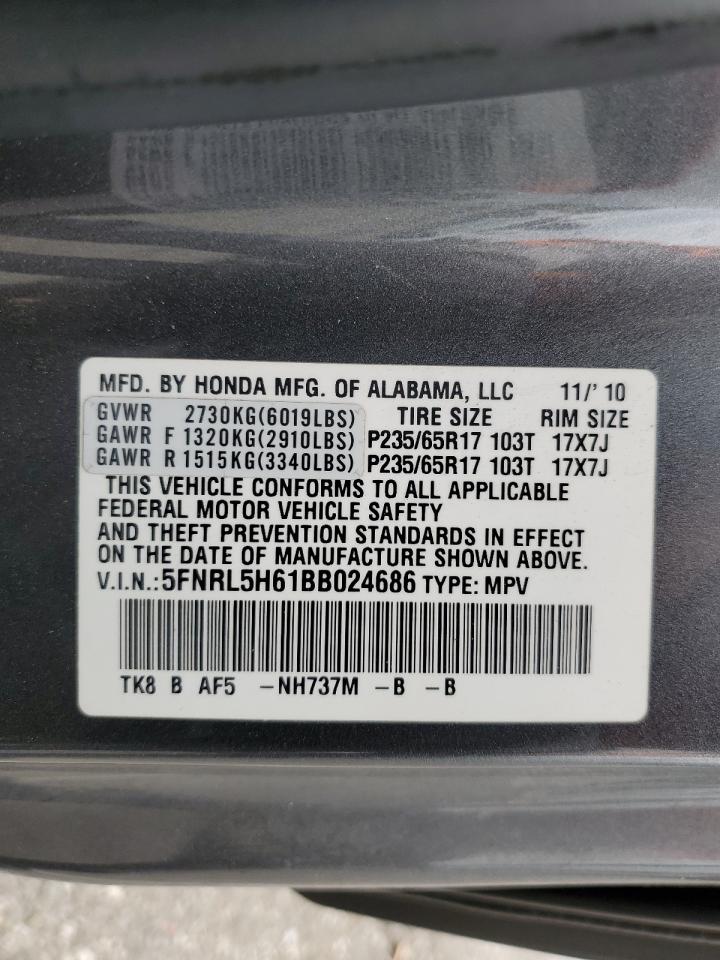 MFD. BY HONDA MFG. OF ALABAMA, LLC 11/' 10
GVWR 2730KG(6019LBS) TIRE SIZE RIM SIZE
GAWR F 1320KG(2910LBS) P235/65R17 103T 17X7J
GAWR R 1515KG(3340LBS) P235/65R17 103T 17X7J
THIS VEHICLE CONFORMS TO ALL APPLICABLE
FEDERAL MOTOR VEHICLE SAFETY
AND THEFT PREVENTION STANDARDS IN EFFECT
ON THE DATE OF MANUFACTURE SHOWN ABOVE.
V.I.N.:5FNRL5H61BB024686 TYPE: MPV
TK8 B AF5 -NH737M -B -B